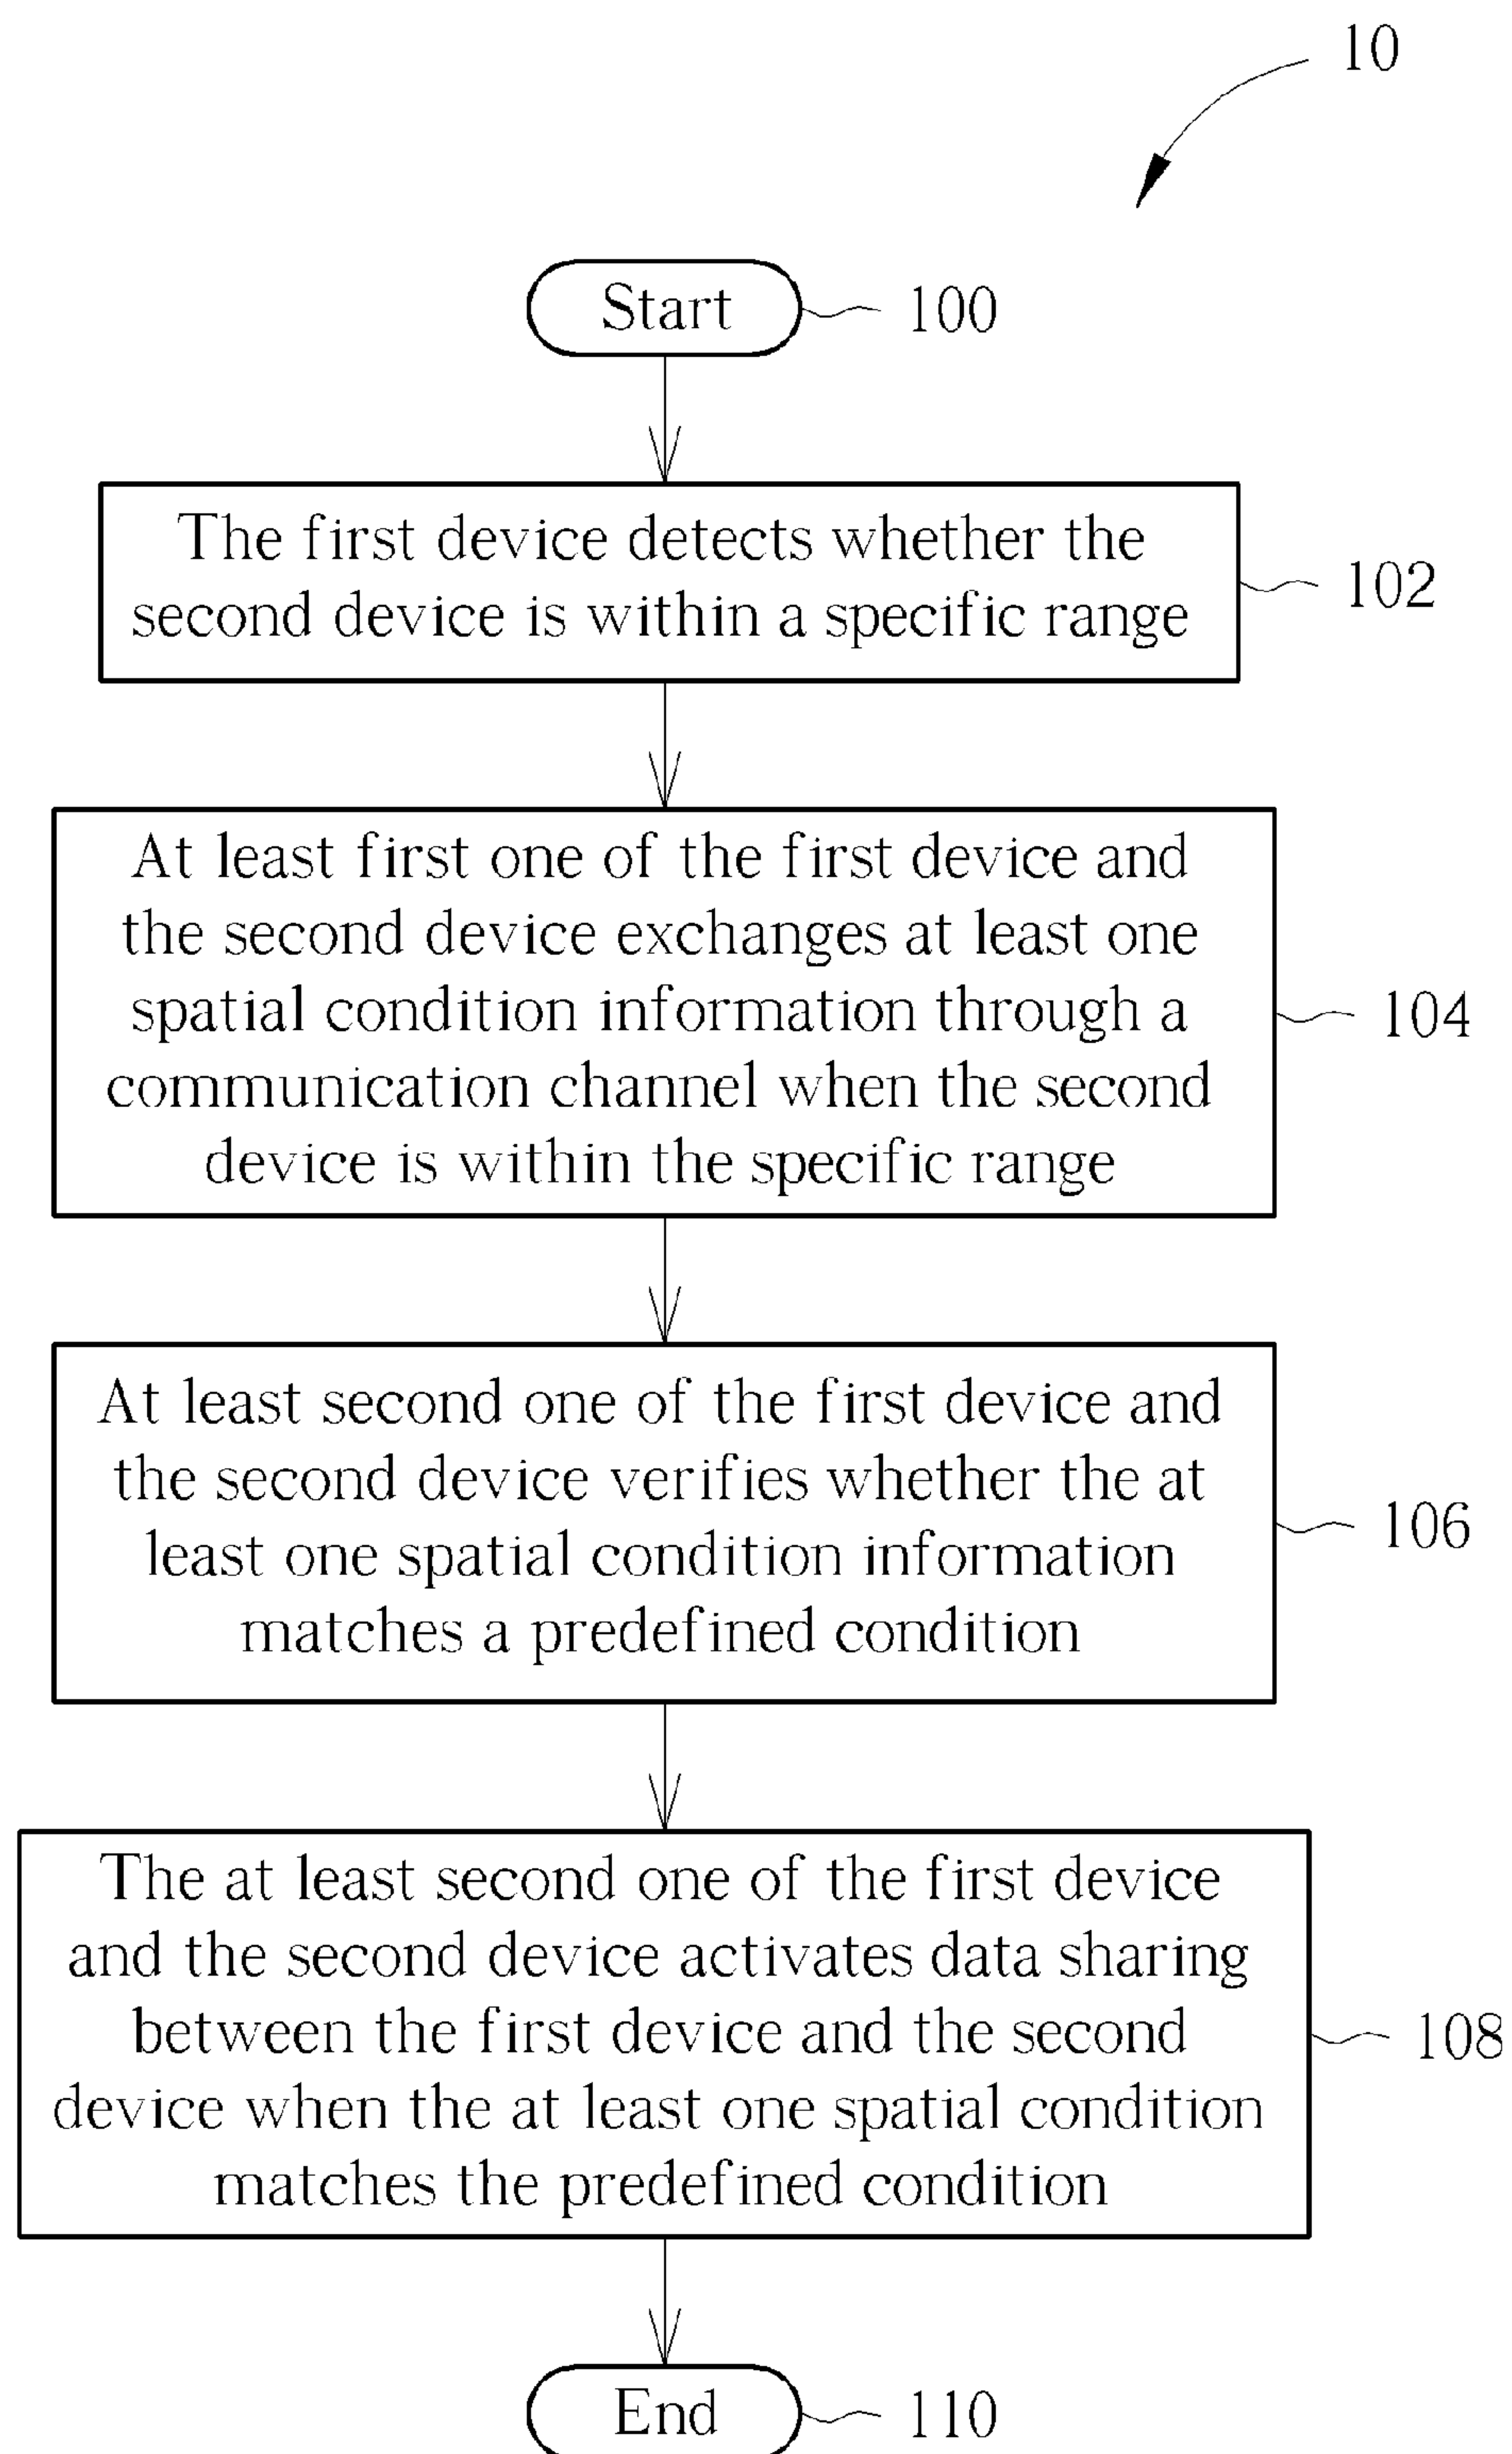 10
Start
100
The first device detects whether the
second device is within a specific range
102
At least first one of the first device and
the second device exchanges at least one
spatial condition information through a
communication channel when the second
device is within the specific range
104
At least second one of the first device and
the second device verifies whether the at
least one spatial condition information
matches a predefined condition
106
The at least second one of the first device
and the second device activates data sharing
between the first device and the second
device when the at least one spatial condition
matches the predefined condition
108
End
110